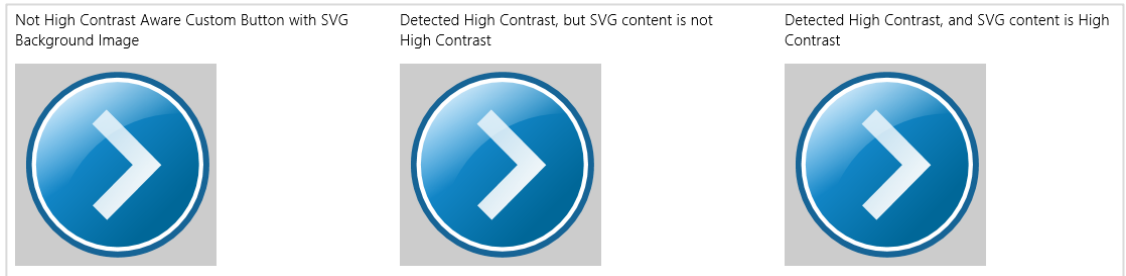 Not High Contrast Aware Custom Button with SVG
Background Image
Detected High Contrast, but SVG content is not
High Contrast
Detected High Contrast, and SVG content is High
Contrast